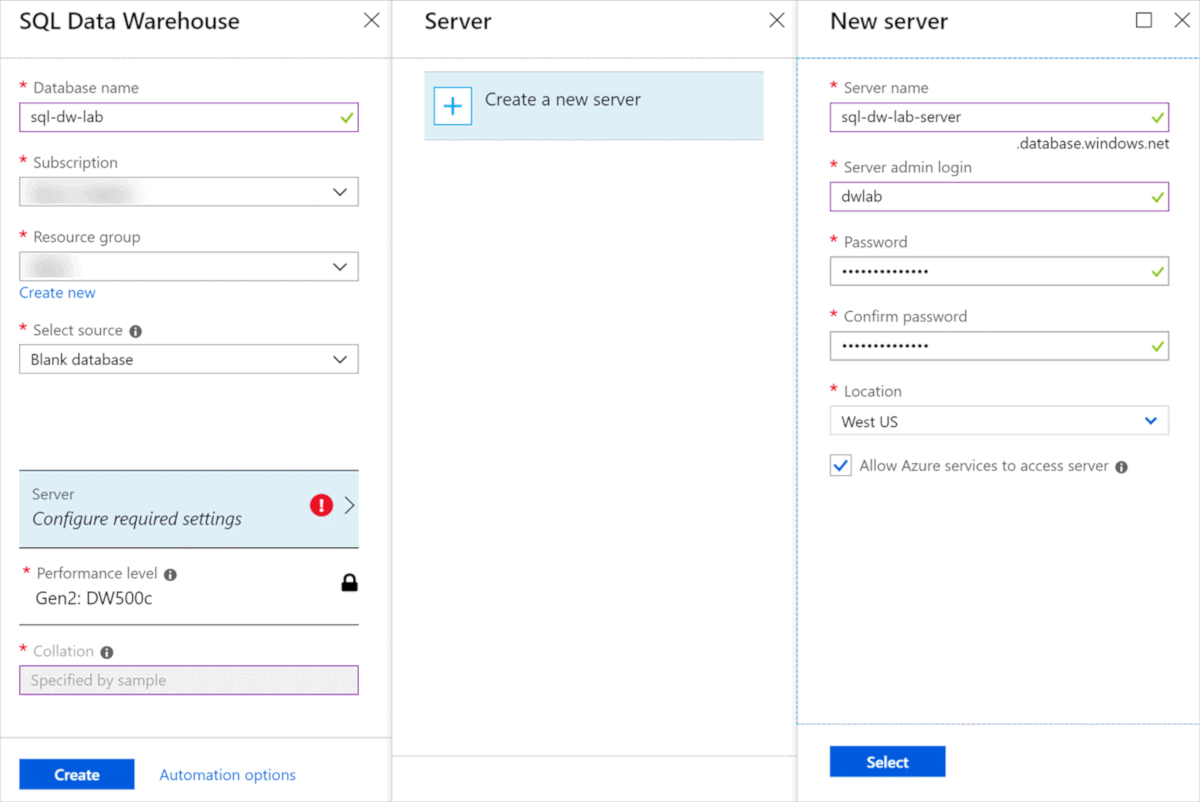 SQL Data Warehouse
* Database name
sql-dw-lab
* Subscription
* Resource group
Create new
* Select source
Blank database
Server
Configure required settings
* Performance level
Gen2: DW500c
* Collation
Specified by sample
Create
Automation options
Server
Create a new server
New server
* Server name
sql-dw-lab-server
.database.windows.net
* Server admin login
dwlab
* Password
••••••••••••••
* Confirm password
••••••••••••••
* Location
West US
Allow Azure services to access server
Select